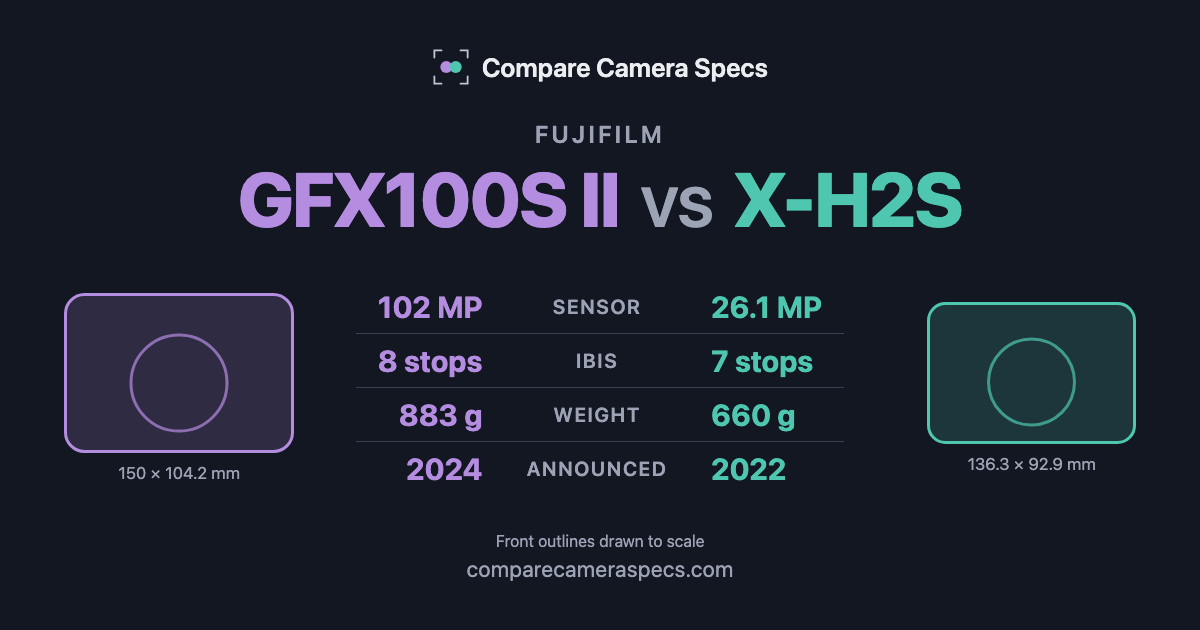 Compare Camera Specs
FUJIFILM
GFX100S II vs X-H2S
102 MP SENSOR 26.1 MP
8 stops IBIS 7 stops
883 g WEIGHT 660 g
2024 ANNOUNCED 2022
150 × 104.2 mm
136.3 × 92.9 mm
Front outlines drawn to scale
comparecameraspecs.com